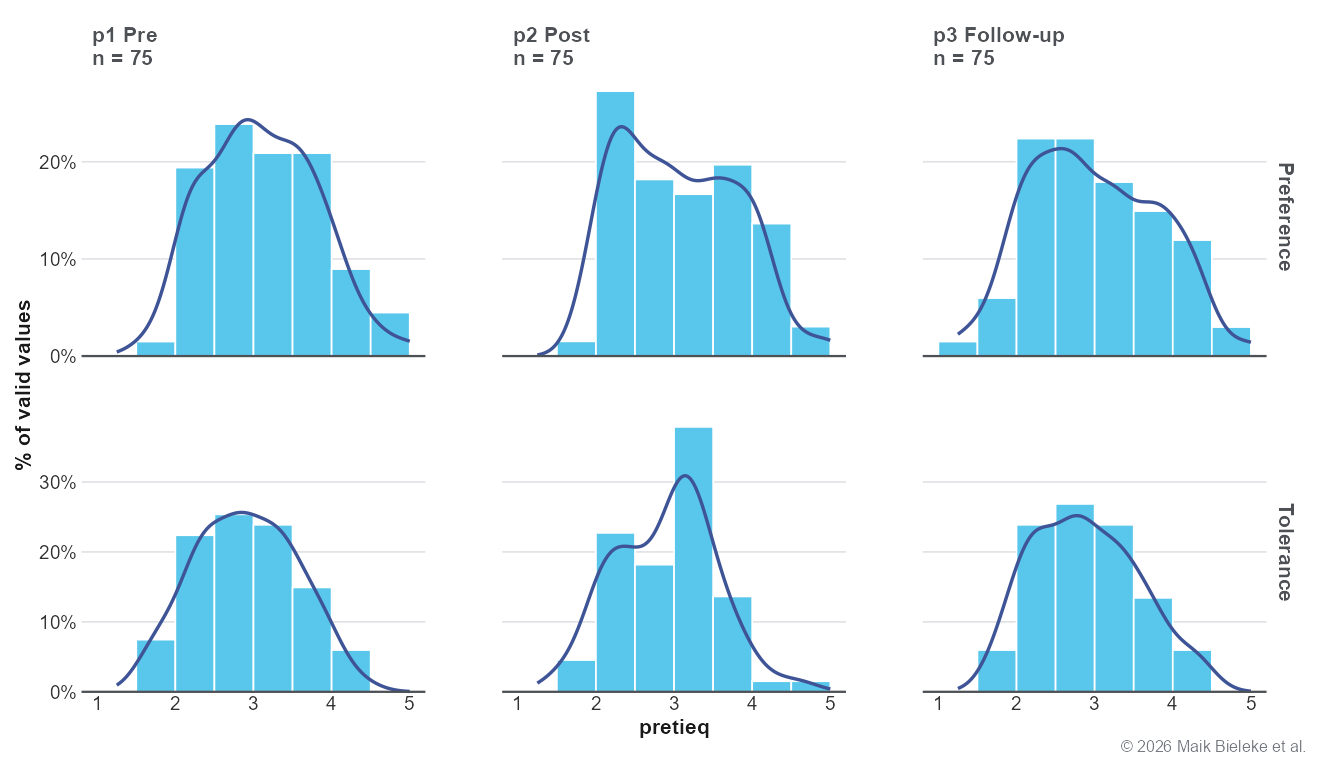 p1 Pre
n = 75
p2 Post
n = 75
p3 Follow-up
n = 75
20%
10%
0%
Preference
% of valid values
30%
20%
10%
0%
Tolerance
1 2 3 4 5
1 2 3 4 5
1 2 3 4 5
pretieq
© 2026 Maik Bieleke et al.